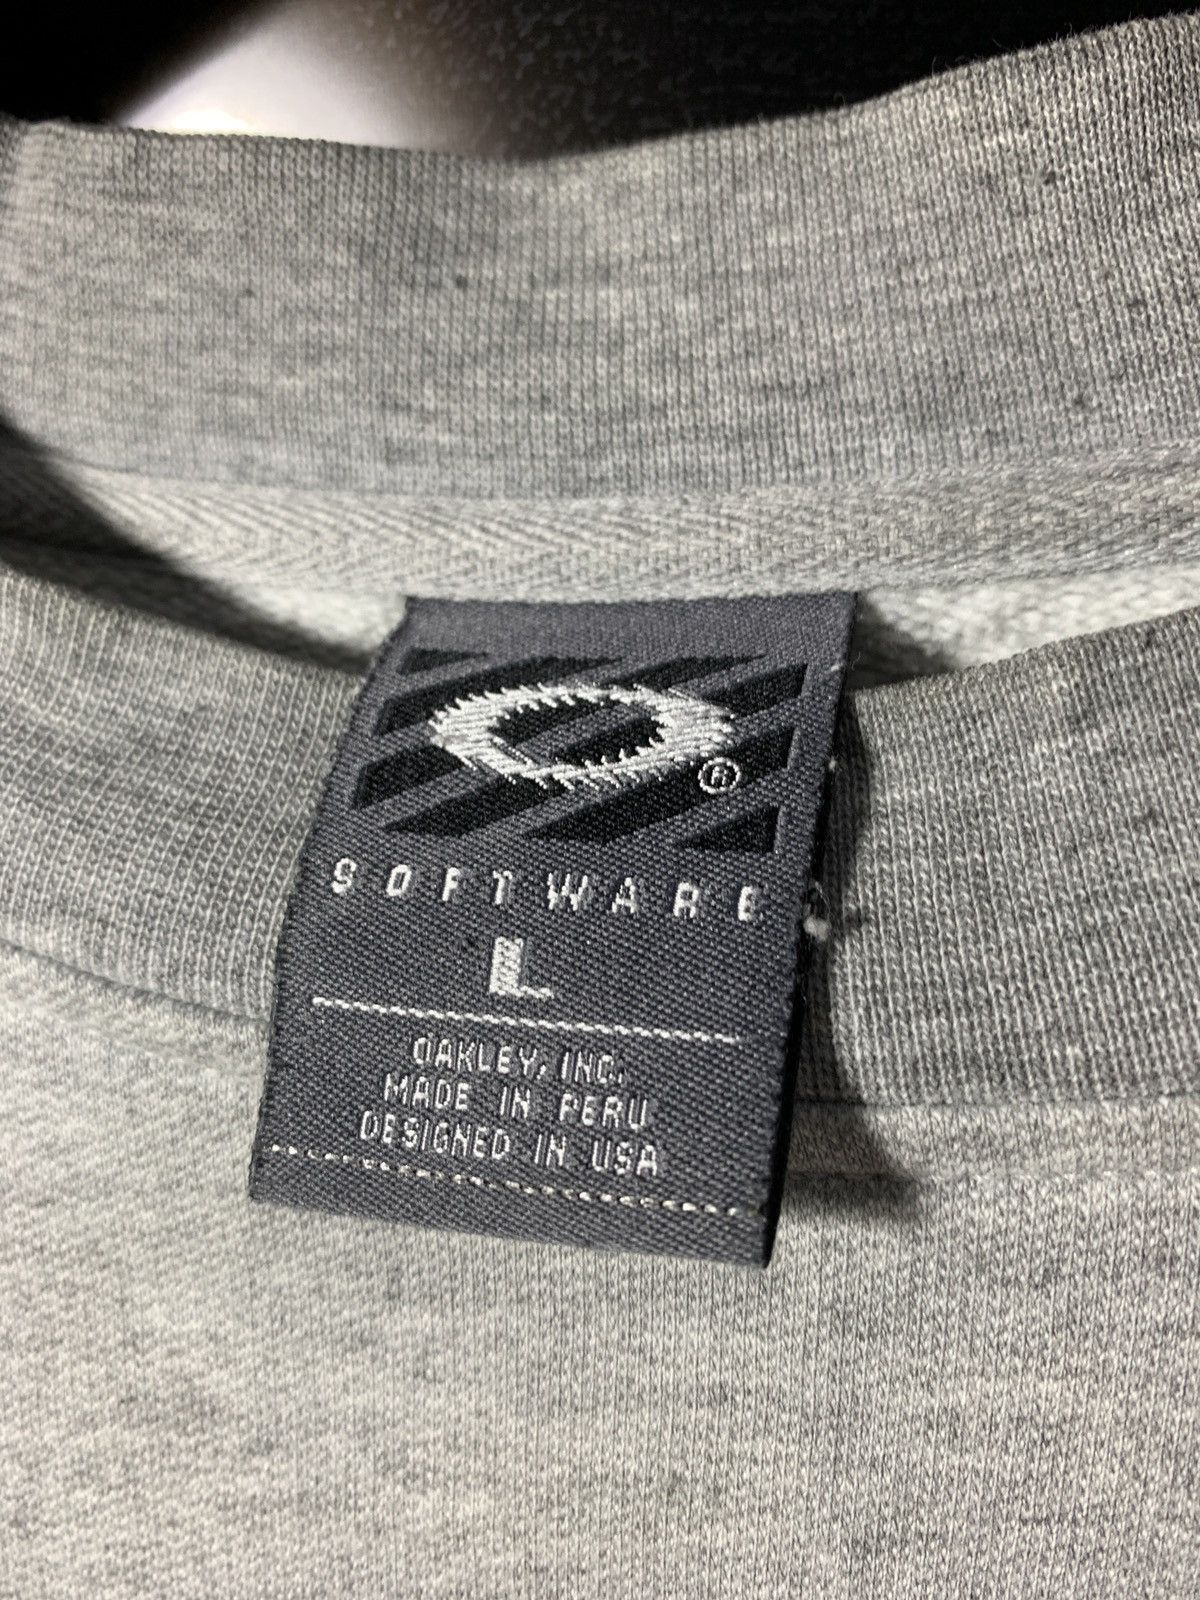 ®
SOFTWARE
L
OAKLEY, INC.
MADE IN PERU
DESIGNED IN USA